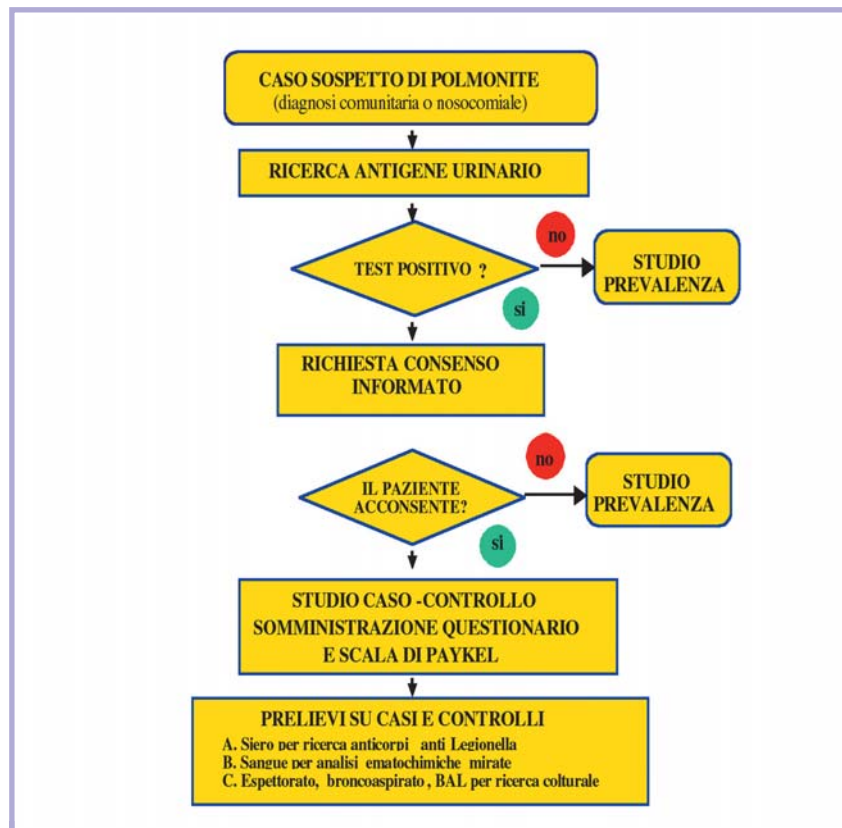 CASO SOSPETTO DI POLMONITE
(diagnosi comunitaria o nosocomiale)
RICERCA ANTIGENE URINARIO
TEST POSITIVO ?
no
STUDIO
PREVALENZA
si
RICHIESTA CONSENSO
INFORMATO
IL PAZIENTE
ACCONSENTE?
no
STUDIO
PREVALENZA
si
STUDIO CASO -CONTROLLO
SOMMINISTRAZIONE QUESTIONARIO
E SCALA DI PAYKEL
PRELIEVI SU CASI E CONTROLLI
A. Siero per ricerca anticorpi anti Legionella
B. Sangue per analisi ematochimiche mirate
C. Espettorato, broncoaspirato , BAL per ricerca colturale